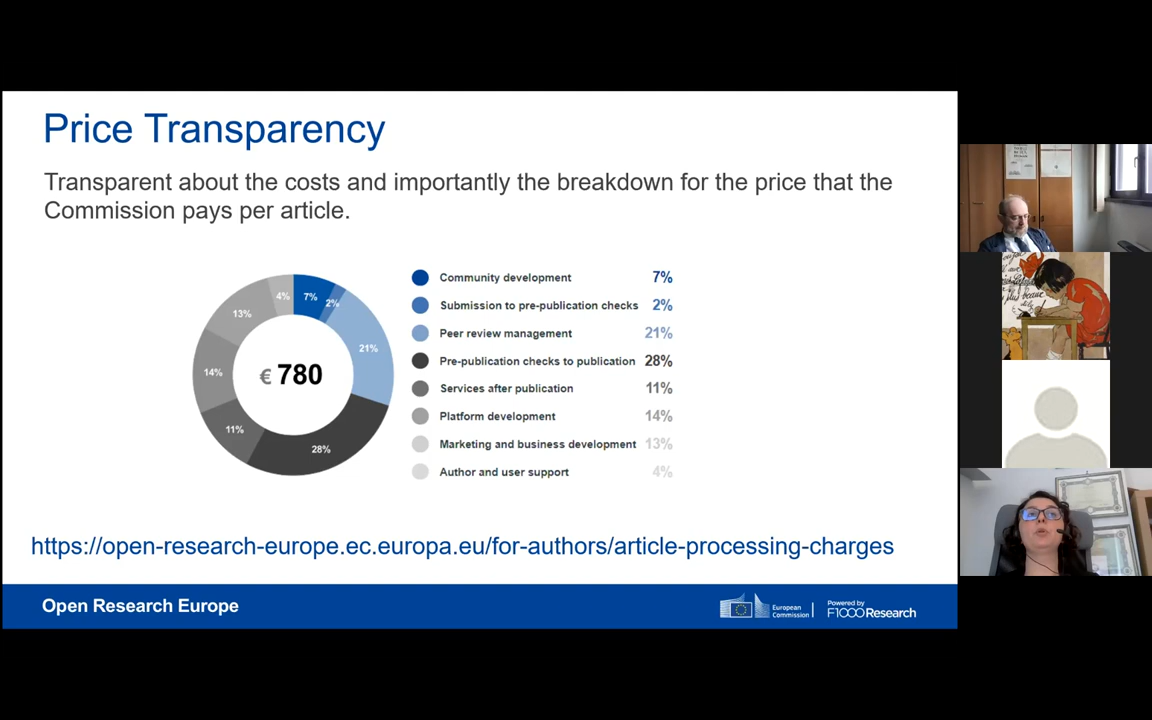 Price Transparency
Transparent about the costs and importantly the breakdown for the price that the
Commission pays per article.
4%
7%
2%
13%
21%
14%
€ 780
11%
28%
Community development 7%
Submission to pre-publication checks 2%
Peer review management 21%
Pre-publication checks to publication 28%
Services after publication 11%
Platform development 14%
Marketing and business development 13%
Author and user support 4%
https://open-research-europe.ec.europa.eu/for-authors/article-processing-charges
Open Research Europe
European
Commission
Powered by
F1000Research